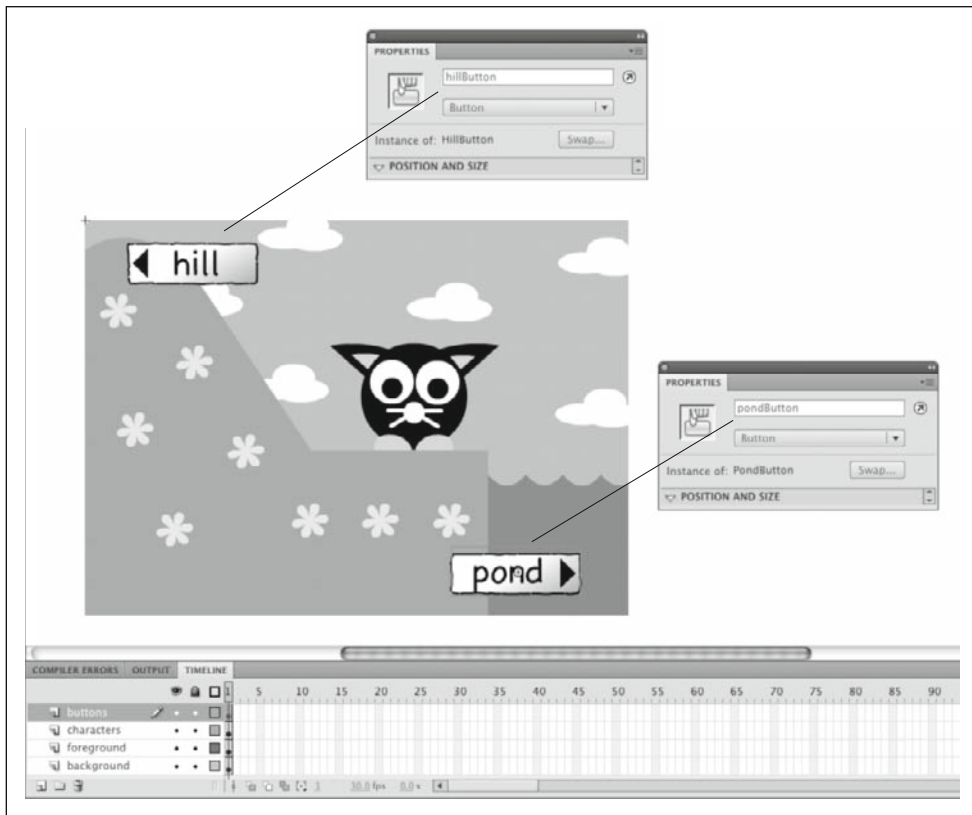 PROPERTIES
hillButton
Button
Instance of: HillButton Swap...
POSITION AND SIZE
hill
PROPERTIES
pondButton
Button
Instance of: PondButton Swap...
POSITION AND SIZE
pond
COMPILER ERRORS OUTPUT TIMELINE
1 5 10 15 20 25 30 35 40 45 50 55 60 65 70 75 80 85 90
buttons
characters
foreground
background
1 30.0 fps 0.0 s